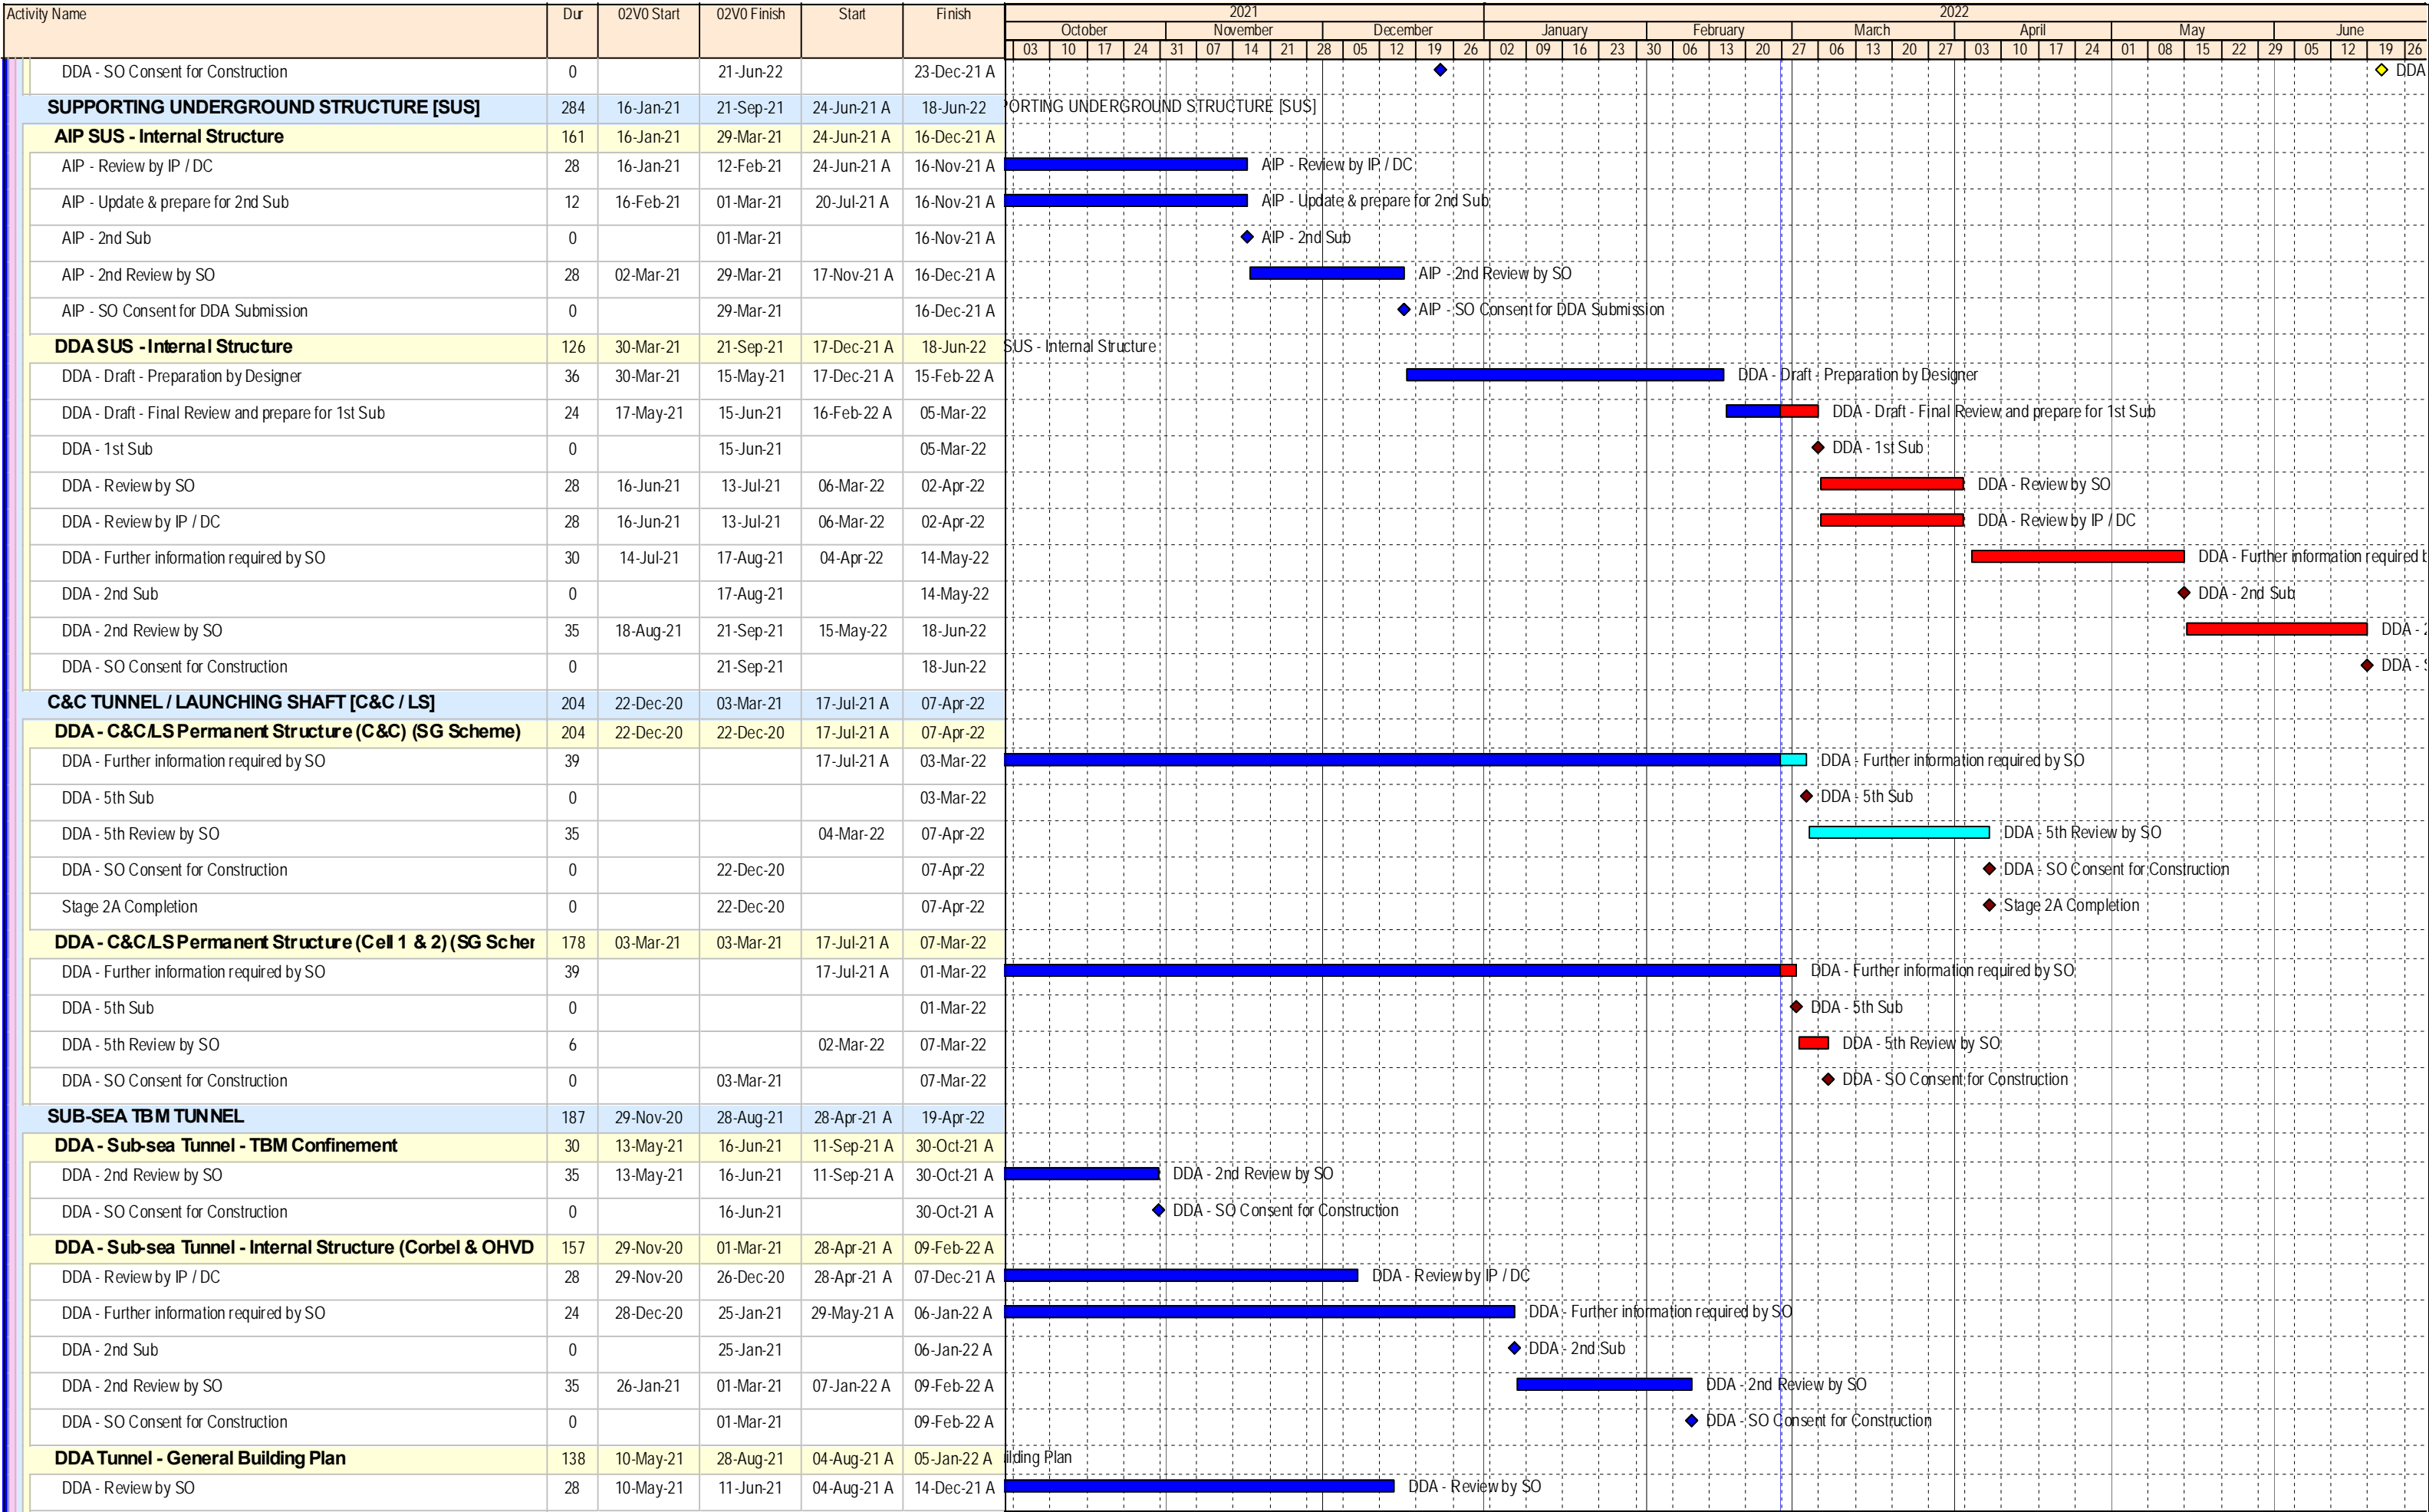 Activity Name Dur 02V0 Start 02V0 Finish Start Finish 2021 2022
October November December January February March April May June
03 10 17 24 31 07 14 21 28 05 12 19 26 02 09 16 23 30 06 13 20 27 06 13 20 27 03 10 17 24 01 08 15 22 29 05 12 19 26
DDA - SO Consent for Construction 0 21-Jun-22 23-Dec-21 A DDA
SUPPORTING UNDERGROUND STRUCTURE [SUS] 284 16-Jan-21 21-Sep-21 24-Jun-21 A 18-Jun-22 PORTING UNDERGROUND STRUCTURE [SUS]
AIP SUS - Internal Structure 161 16-Jan-21 29-Mar-21 24-Jun-21 A 16-Dec-21 A
AIP - Review by IP / DC 28 16-Jan-21 12-Feb-21 24-Jun-21 A 16-Nov-21 A AIP - Review by IP / DC
AIP - Update & prepare for 2nd Sub 12 16-Feb-21 01-Mar-21 20-Jul-21 A 16-Nov-21 A AIP - Update & prepare for 2nd Sub
AIP - 2nd Sub 0 01-Mar-21 16-Nov-21 A AIP - 2nd Sub
AIP - 2nd Review by SO 28 02-Mar-21 29-Mar-21 17-Nov-21 A 16-Dec-21 A AIP - 2nd Review by SO
AIP - SO Consent for DDA Submission 0 29-Mar-21 16-Dec-21 A AIP - SO Consent for DDA Submission
DDA SUS - Internal Structure 126 30-Mar-21 21-Sep-21 17-Dec-21 A 18-Jun-22 SUS - Internal Structure
DDA - Draft - Preparation by Designer 36 30-Mar-21 15-May-21 17-Dec-21 A 15-Feb-22 A DDA - Draft - Preparation by Designer
DDA - Draft - Final Review and prepare for 1st Sub 24 17-May-21 15-Jun-21 16-Feb-22 A 05-Mar-22 DDA - Draft - Final Review and prepare for 1st Sub
DDA - 1st Sub 0 15-Jun-21 05-Mar-22 DDA - 1st Sub
DDA - Review by SO 28 16-Jun-21 13-Jul-21 06-Mar-22 02-Apr-22 DDA - Review by SO
DDA - Review by IP / DC 28 16-Jun-21 13-Jul-21 06-Mar-22 02-Apr-22 DDA - Review by IP / DC
DDA - Further information required by SO 30 14-Jul-21 17-Aug-21 04-Apr-22 14-May-22 DDA - Further information required b
DDA - 2nd Sub 0 17-Aug-21 14-May-22 DDA - 2nd Sub
DDA - 2nd Review by SO 35 18-Aug-21 21-Sep-21 15-May-22 18-Jun-22 DDA - 2
DDA - SO Consent for Construction 0 21-Sep-21 18-Jun-22 DDA - S
C&C TUNNEL / LAUNCHING SHAFT [C&C / LS] 204 22-Dec-20 03-Mar-21 17-Jul-21 A 07-Apr-22
DDA - C&C/LS Permanent Structure (C&C) (SG Scheme) 204 22-Dec-20 22-Dec-20 17-Jul-21 A 07-Apr-22
DDA - Further information required by SO 39 17-Jul-21 A 03-Mar-22 DDA - Further information required by SO
DDA - 5th Sub 0 03-Mar-22 DDA - 5th Sub
DDA - 5th Review by SO 35 04-Mar-22 07-Apr-22 DDA - 5th Review by SO
DDA - SO Consent for Construction 0 22-Dec-20 07-Apr-22 DDA - SO Consent for Construction
Stage 2A Completion 0 22-Dec-20 07-Apr-22 Stage 2A Completion
DDA - C&C/LS Permanent Structure (Cell 1 & 2) (SG Scher 178 03-Mar-21 03-Mar-21 17-Jul-21 A 07-Mar-22
DDA - Further information required by SO 39 17-Jul-21 A 01-Mar-22 DDA - Further information required by SO
DDA - 5th Sub 0 01-Mar-22 DDA - 5th Sub
DDA - 5th Review by SO 6 02-Mar-22 07-Mar-22 DDA - 5th Review by SO
DDA - SO Consent for Construction 0 03-Mar-21 07-Mar-22 DDA - SO Consent for Construction
SUB-SEA TBM TUNNEL 187 29-Nov-20 28-Aug-21 28-Apr-21 A 19-Apr-22
DDA - Sub-sea Tunnel - TBM Confinement 30 13-May-21 16-Jun-21 11-Sep-21 A 30-Oct-21 A
DDA - 2nd Review by SO 35 13-May-21 16-Jun-21 11-Sep-21 A 30-Oct-21 A DDA - 2nd Review by SO
DDA - SO Consent for Construction 0 16-Jun-21 30-Oct-21 A DDA - SO Consent for Construction
DDA - Sub-sea Tunnel - Internal Structure (Corbel & OHVD 157 29-Nov-20 01-Mar-21 28-Apr-21 A 09-Feb-22 A
DDA - Review by IP / DC 28 29-Nov-20 26-Dec-20 28-Apr-21 A 07-Dec-21 A DDA - Review by IP / DC
DDA - Further information required by SO 24 28-Dec-20 25-Jan-21 29-May-21 A 06-Jan-22 A DDA - Further information required by SO
DDA - 2nd Sub 0 25-Jan-21 06-Jan-22 A DDA - 2nd Sub
DDA - 2nd Review by SO 35 26-Jan-21 01-Mar-21 07-Jan-22 A 09-Feb-22 A DDA - 2nd Review by SO
DDA - SO Consent for Construction 0 01-Mar-21 09-Feb-22 A DDA - SO Consent for Construction
DDA Tunnel - General Building Plan 138 10-May-21 28-Aug-21 04-Aug-21 A 05-Jan-22 A ilding Plan
DDA - Review by SO 28 10-May-21 11-Jun-21 04-Aug-21 A 14-Dec-21 A DDA - Review by SO